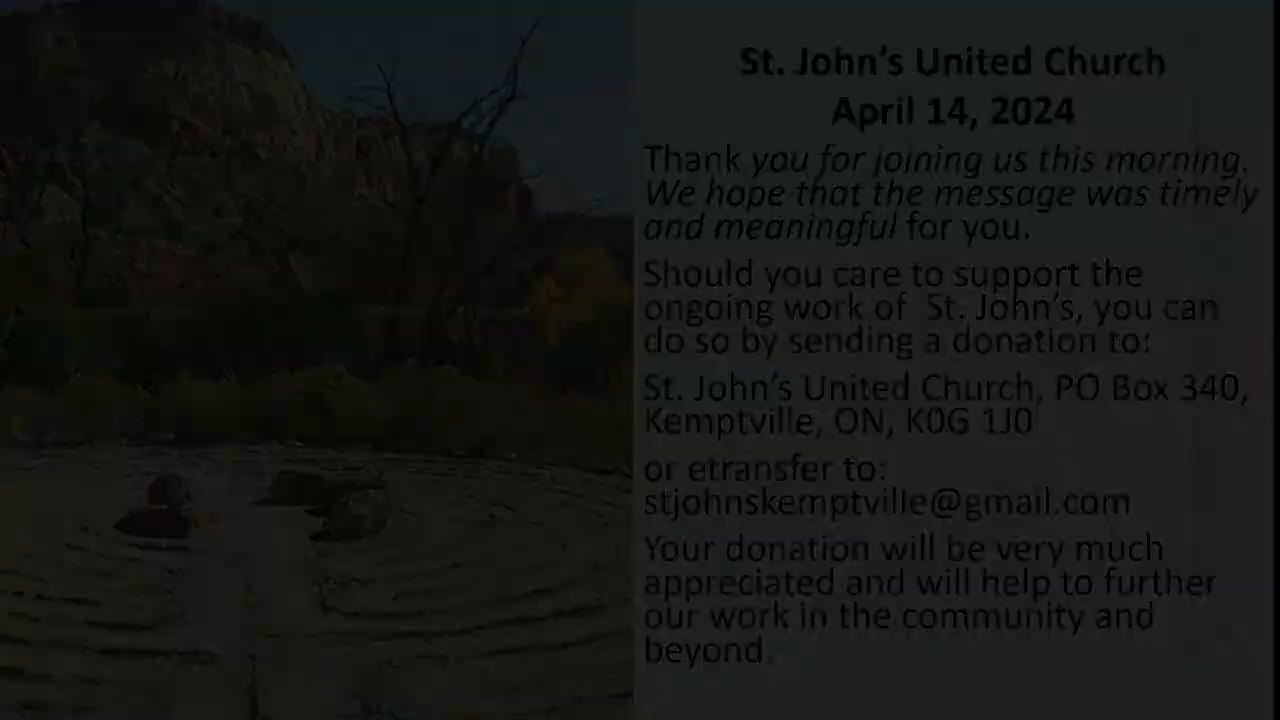 St. John’s United Church
April 14, 2024
Thank you for joining us this morning.
We hope that the message was timely
and meaningful for you.
Should you care to support the
ongoing work of St. John’s, you can
do so by sending a donation to:
St. John’s United Church, PO Box 340,
Kemptville, ON, K0G 1J0
or etransfer to:
stjohnskemptville@gmail.com
Your donation will be very much
appreciated and will help to further
our work in the community and
beyond.